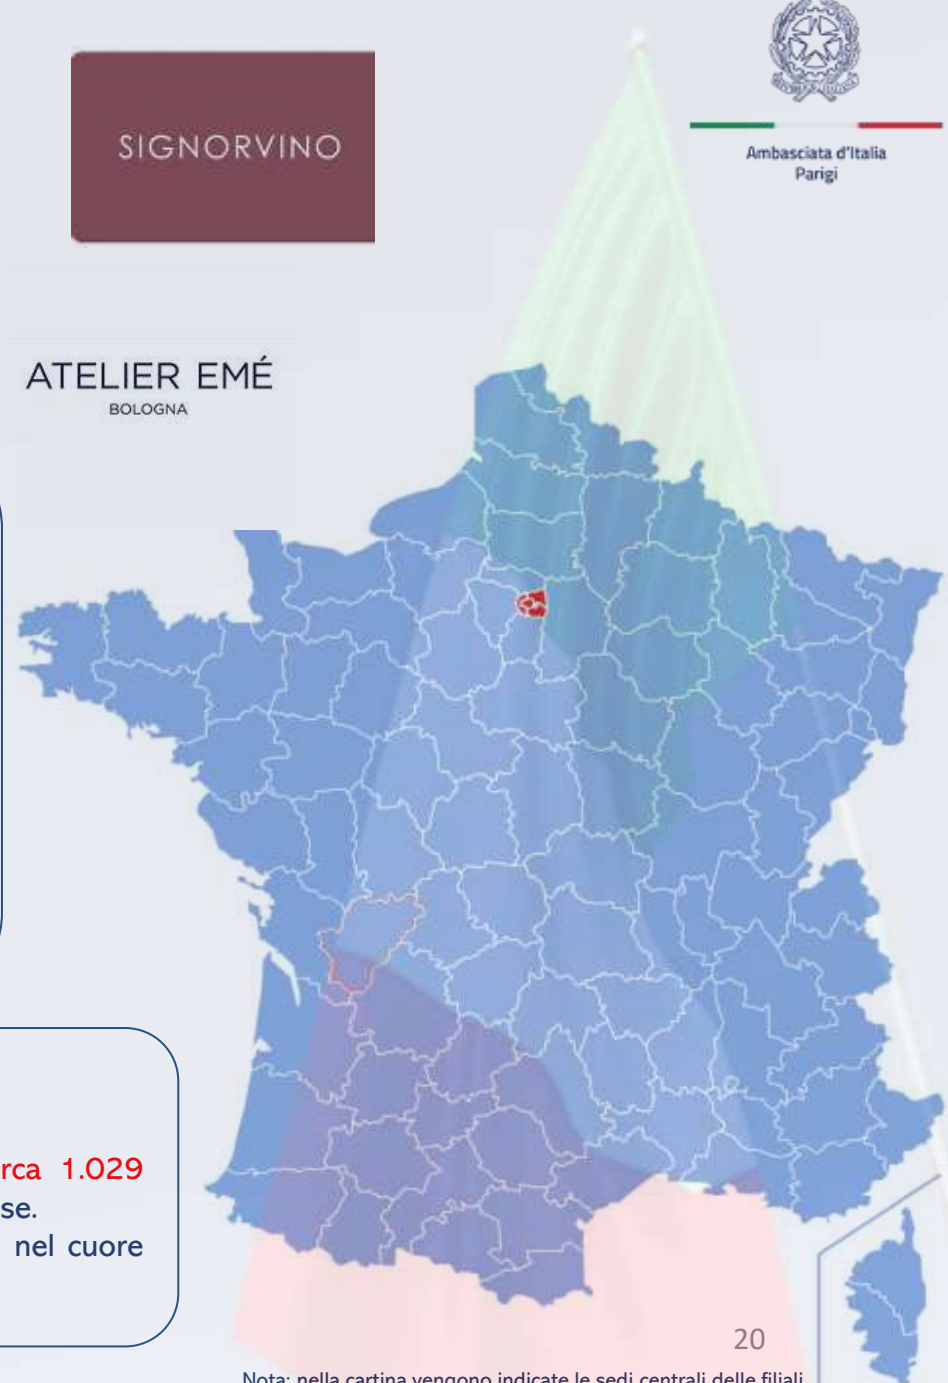 SIGNORVINO
Ambasciata d'Italia
Parigi
ATELIER EMÉ
BOLOGNA
rca 1.029
se.
nel cuore
20
Nota: nella cartina vengono indicate le sedi centrali delle filiali